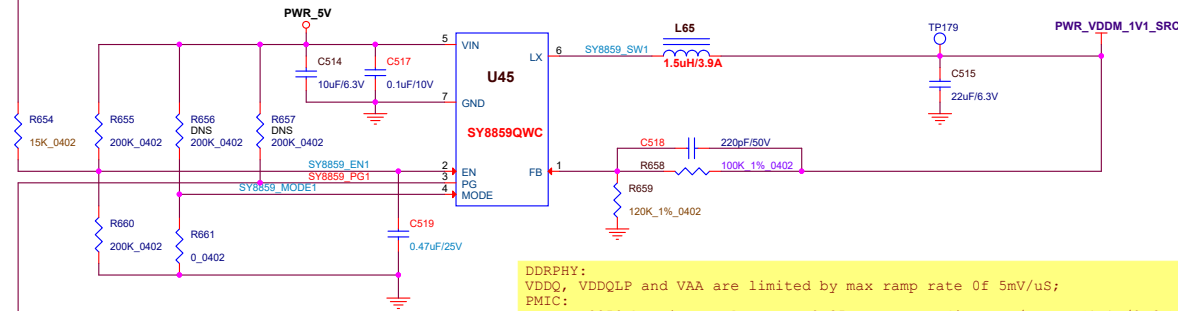 PWR_5V
L65
TP179
PWR_VDDM_1V1_SRC
5
VIN
LX
6
SY8859_SW1
1.5uH/3.9A
C514
10uF/6.3V
C517
0.1uF/10V
U45
C515
22uF/6.3V
7
GND
SY8859QWC
R654
15K_0402
R655
200K_0402
R656
DNS
200K_0402
R657
DNS
200K_0402
C518
220pF/50V
R658
100K_1%_0402
SY8859_EN1
2
EN
FB
1
SY8859_PG1
3
PG
SY8859_MODE1
4
MODE
R659
120K_1%_0402
R660
200K_0402
R661
0_0402
C519
0.47uF/25V
DDRPHY:
VDDQ, VDDQLP and VAA are limited by max ramp rate 0f 5mV/uS;
PMIC: